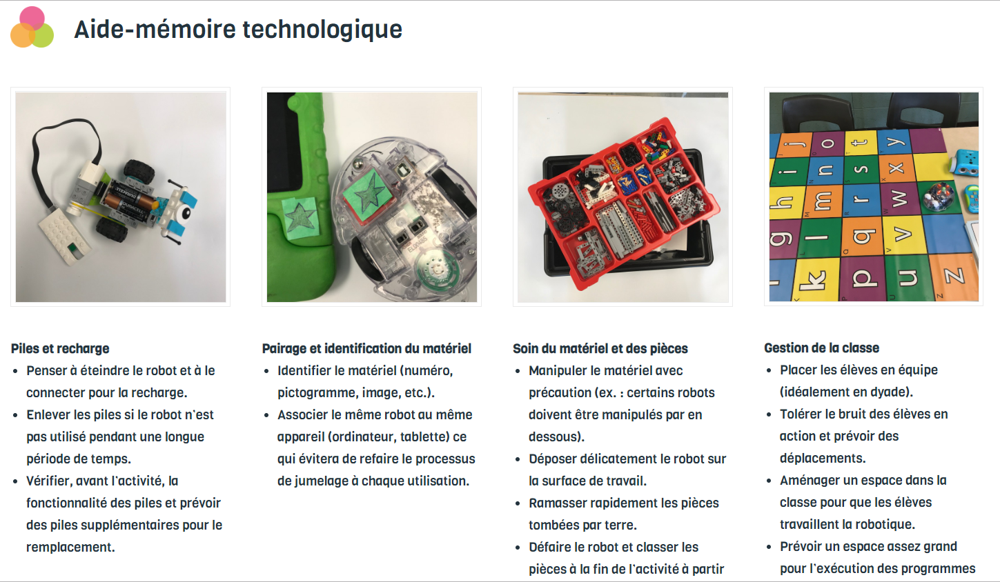 Aide-mémoire technologique
Piles et recharge
• Penser à éteindre le robot et à le
connecter pour la recharge.
• Enlever les piles si le robot n'est
pas utilisé pendant une longue
période de temps.
• Vérifier, avant l'activité, la
fonctionnalité des piles et prévoir
des piles supplémentaires pour le
remplacement.
Pairage et identification du matériel
• Identifier le matériel (numéro,
pictogramme, image, etc.).
• Associer le même robot au même
appareil (ordinateur, tablette) ce
qui évitera de refaire le processus
de jumelage à chaque utilisation.
Soin du matériel et des pièces
• Manipuler le matériel avec
précaution (ex. : certains robots
doivent être manipulés par en
dessous).
• Déposer délicatement le robot sur
la surface de travail.
• Ramasser rapidement les pièces
tombées par terre.
• Défaire le robot et classer les
pièces à la fin de l'activité à partir
Gestion de la classe
• Placer les élèves en équipe
(idéalement en dyade).
• Tolérer le bruit des élèves en
action et prévoir des
déplacements.
• Aménager un espace dans la
classe pour que les élèves
travaillent la robotique.
• Prévoir un espace assez grand
pour l'exécution des programmes
DURACELL
j o t y
i n s x
h m r w
g l q v
k p u z